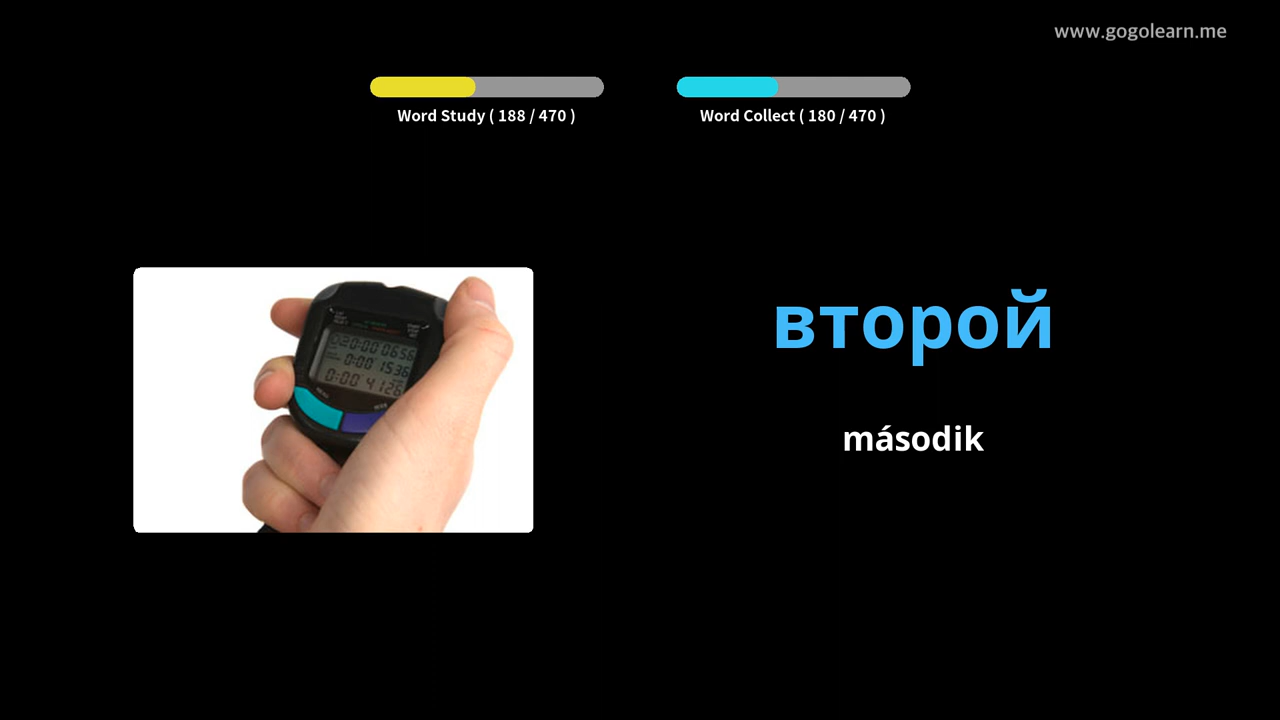 www.gogolearn.me
Word Study ( 188 / 470 )
Word Collect ( 180 / 470 )
второй
második